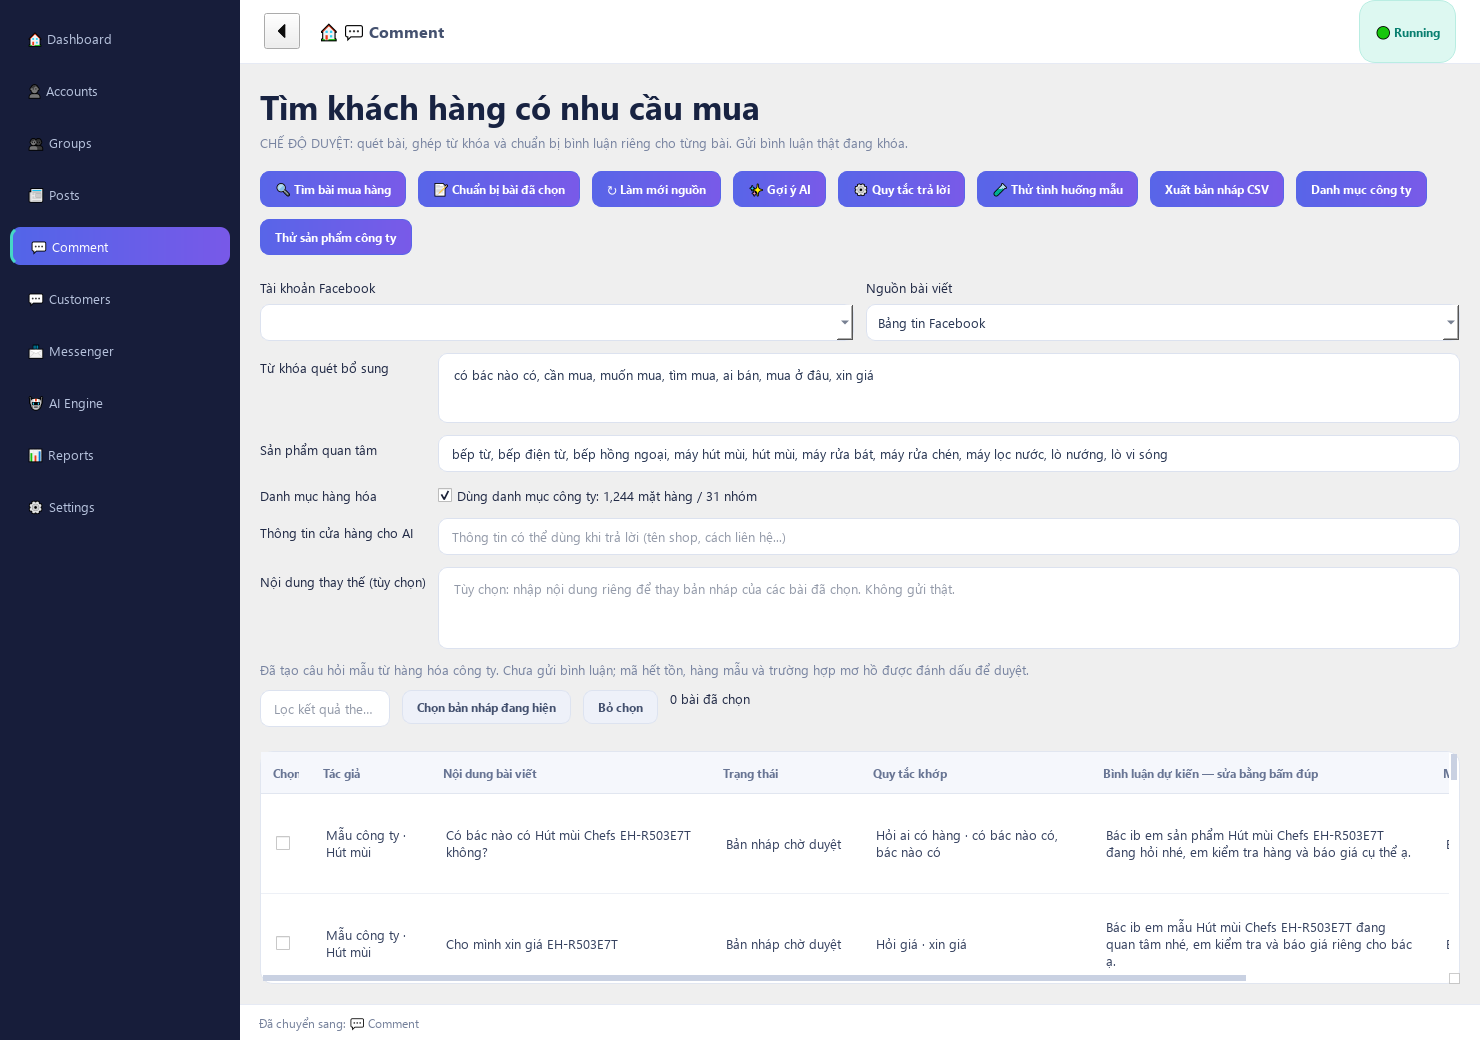 Dashboard
Accounts
Groups
Posts
Comment
Customers
Messenger
AI Engine
Reports
Settings
Comment
Running
Tìm khách hàng có nhu cầu mua
CHẾ ĐỘ DUYỆT: quét bài, ghép từ khóa và chuẩn bị bình luận riêng cho từng bài. Gửi bình luận thật đang khóa.
Tìm bài mua hàng
Chuẩn bị bài đã chọn
Làm mới nguồn
Gợi ý AI
Quy tắc trả lời
Thử tình huống mẫu
Xuất bản nháp CSV
Danh mục công ty
Thử sản phẩm công ty
Tài khoản Facebook
Nguồn bài viết
Bảng tin Facebook
Từ khóa quét bổ sung
có bác nào có, cần mua, muốn mua, tìm mua, ai bán, mua ở đâu, xin giá
Sản phẩm quan tâm
bếp từ, bếp điện từ, bếp hồng ngoại, máy hút mùi, hút mùi, máy rửa bát, máy rửa chén, máy lọc nước, lò nướng, lò vi sóng
Danh mục hàng hóa
Dùng danh mục công ty: 1,244 mặt hàng / 31 nhóm
Thông tin cửa hàng cho AI
Thông tin có thể dùng khi trả lời (tên shop, cách liên hệ...)
Nội dung thay thế (tùy chọn)
Tùy chọn: nhập nội dung riêng để thay bản nháp của các bài đã chọn. Không gửi thật.
Đã tạo câu hỏi mẫu từ hàng hóa công ty. Chưa gửi bình luận; mã hết tồn, hàng mẫu và trường hợp mơ hồ được đánh dấu để duyệt.
Lọc kết quả the...
Chọn bản nháp đang hiện
Bỏ chọn
0 bài đã chọn
Chọn
Tác giả
Nội dung bài viết
Trạng thái
Quy tắc khớp
Bình luận dự kiến — sửa bằng bấm đúp
Mẫu công ty ·
Hút mùi
Có bác nào có Hút mùi Chefs EH-R503E7T
không?
Bản nháp chờ duyệt
Hỏi ai có hàng · có bác nào có,
bác nào có
Bác ib em sản phẩm Hút mùi Chefs EH-R503E7T
đang hỏi nhé, em kiểm tra hàng và báo giá cụ thể ạ.
Mẫu công ty ·
Hút mùi
Cho mình xin giá EH-R503E7T
Bản nháp chờ duyệt
Hỏi giá · xin giá
Bác ib em mẫu Hút mùi Chefs EH-R503E7T đang
quan tâm nhé, em kiểm tra và báo giá riêng cho bác
ạ.
Đã chuyển sang: Comment